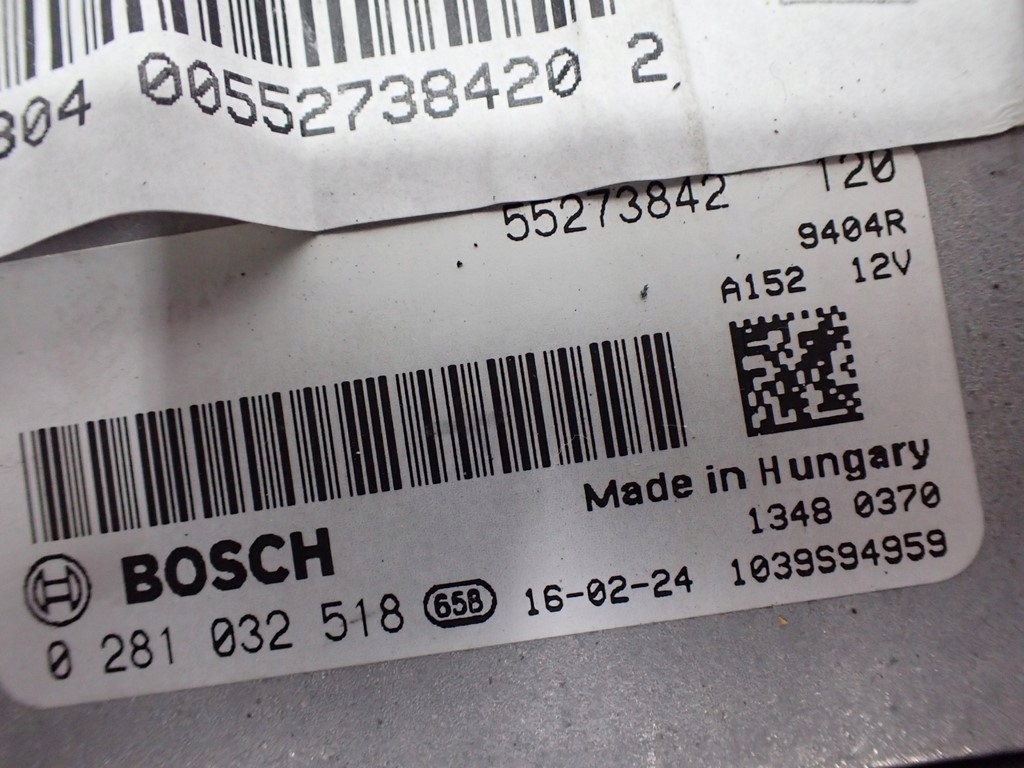 804 00552738420 2
55273842 120
9404R
A152 12V
Made in Hungary
1348 0370
BOSCH
0 281 032 518 658 16-02-24 1039S94959